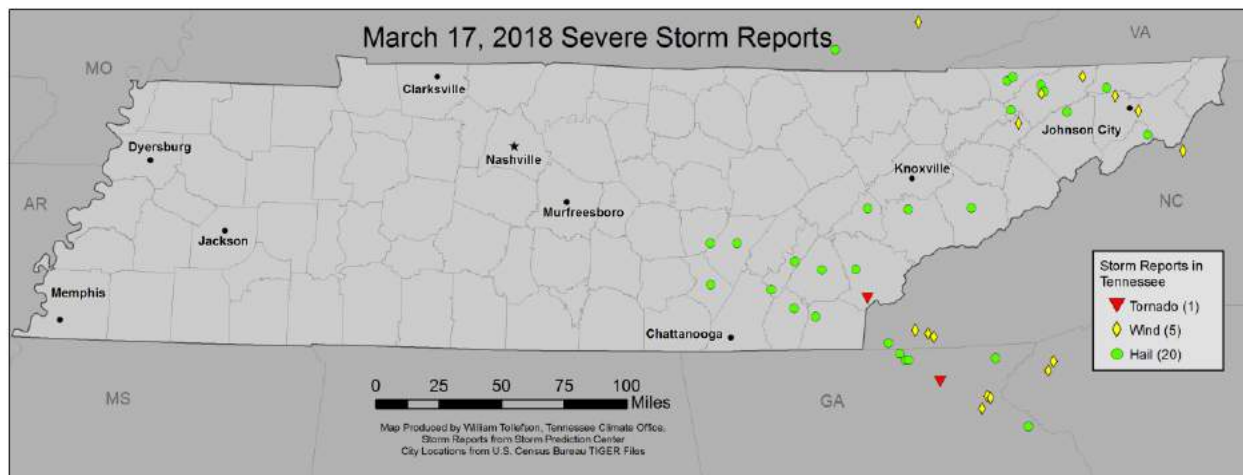 March 17, 2018 Severe Storm Reports
VA
MO
Clarksville
Johnson City
Dyersburg
Nashville
Knoxville
AR
NC
Murfreesboro
Jackson
Storm Reports in
Tennessee
Tornado (1)
Wind (5)
Hail (20)
Memphis
Chattanooga
MS
GA
0 25 50 75 100
Miles
Map Produced by William Tollefson, Tennessee Climate Office.
Storm Reports from Storm Prediction Center
City Locations from U.S. Census Bureau TIGER Files